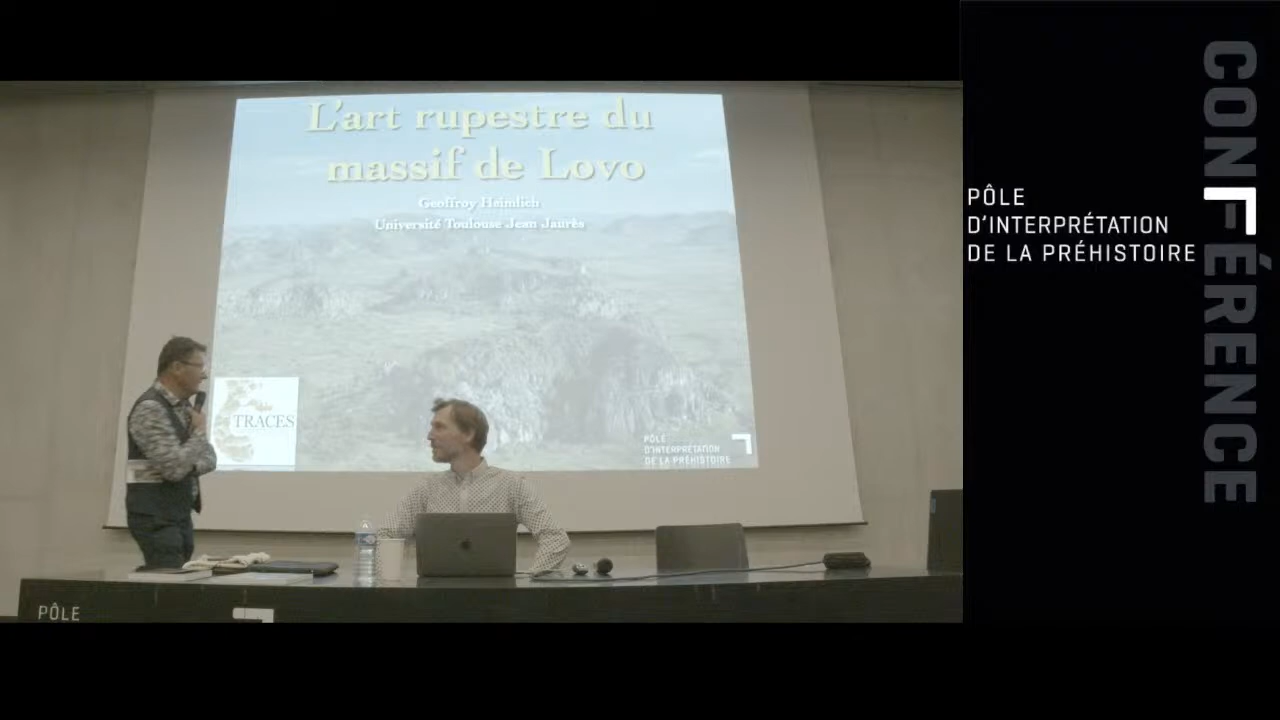 L'art rupestre du
massif de Lovo
Geoffroy Heimlich
Université Toulouse Jean Jaurès
TRACES
PÔLE
D'INTERPRÉTATION
DE LA PRÉHISTOIRE
PÔLE
PÔLE
D'INTERPRÉTATION
DE LA PRÉHISTOIRE
CONFÉRENCE